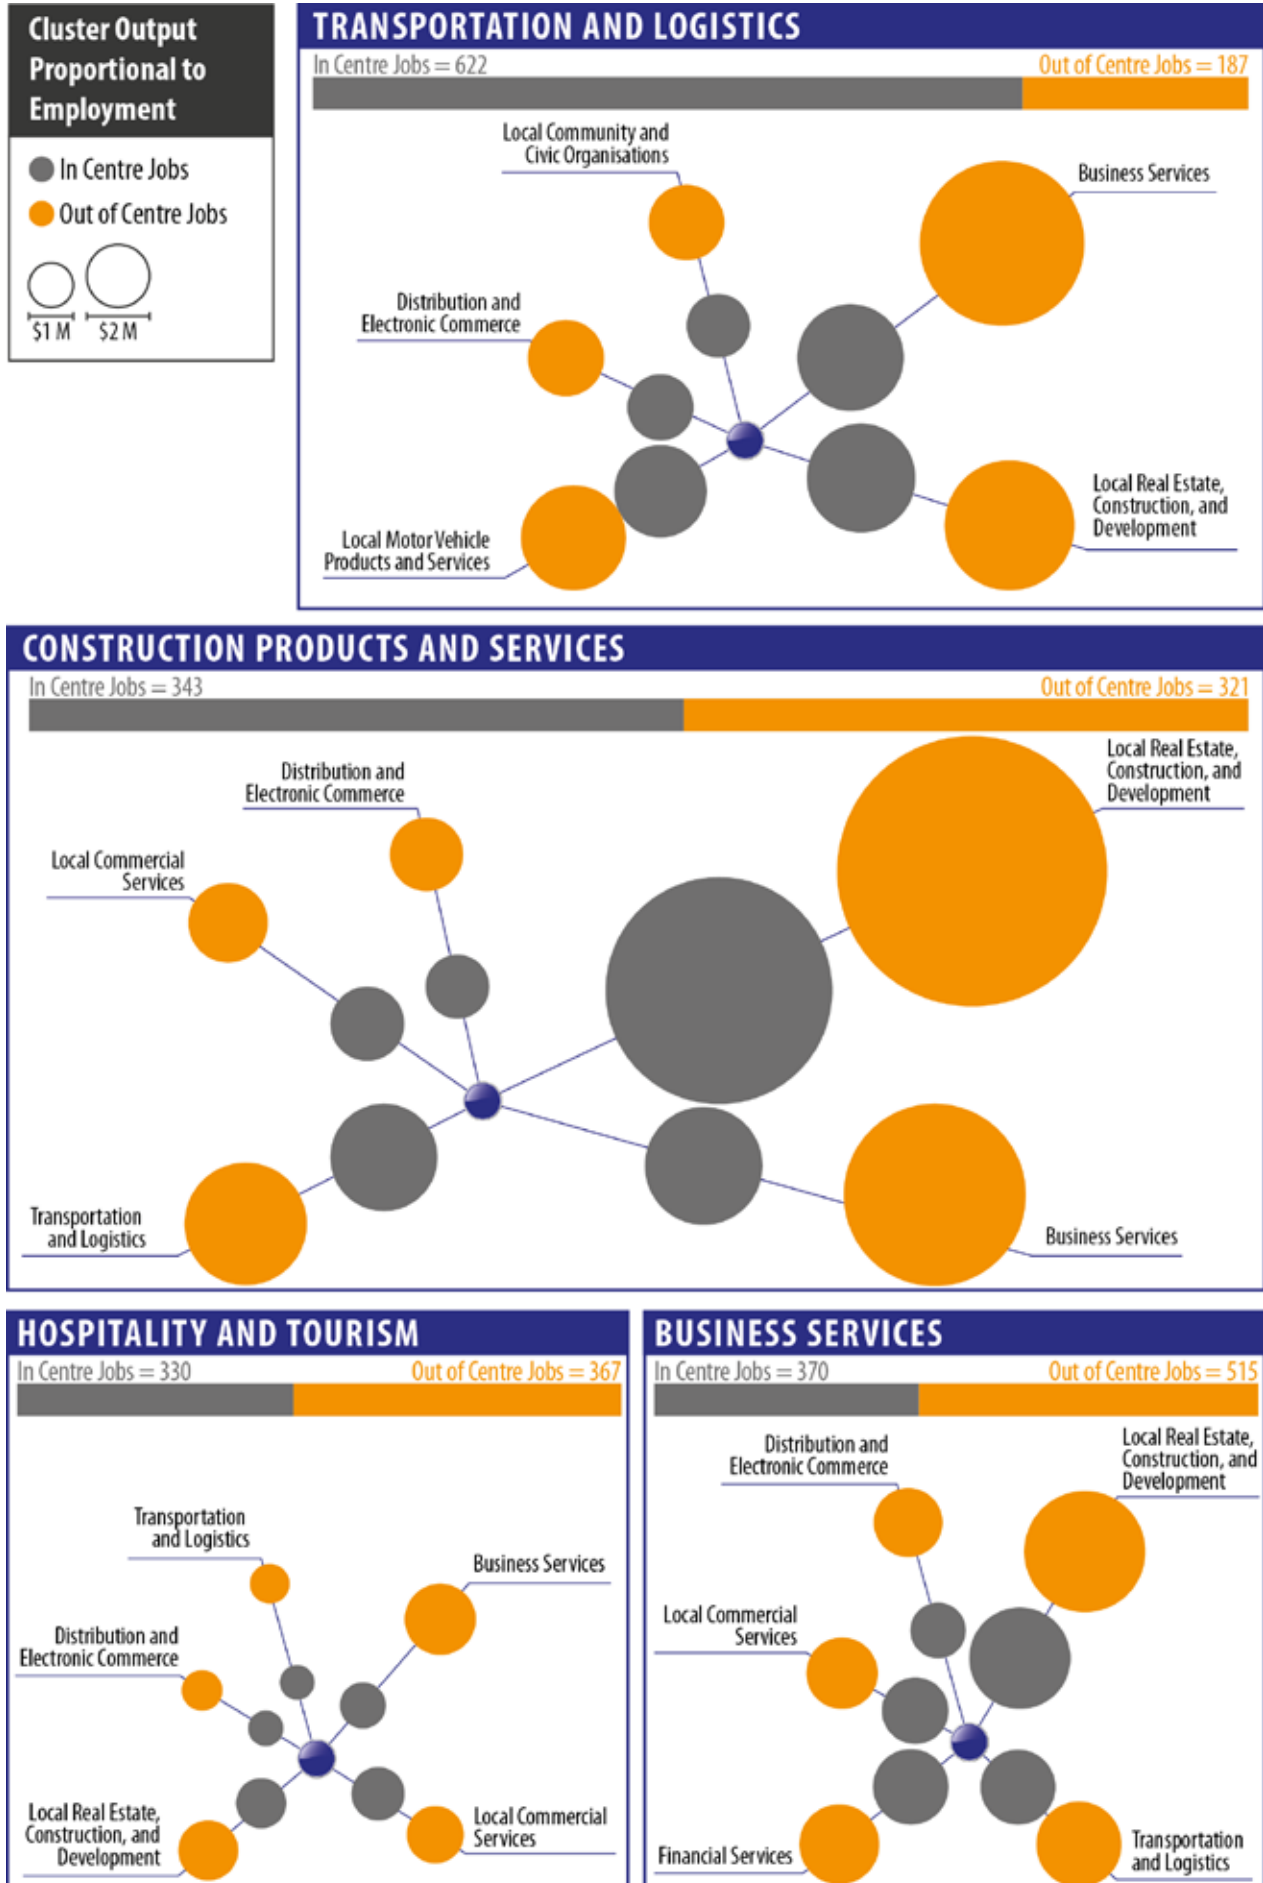 Cluster Output
Proportional to
Employment
In Centre Jobs
Out of Centre Jobs
$1 M
$2 M
TRANSPORTATION AND LOGISTICS
In Centre Jobs = 622
Out of Centre Jobs = 187
Local Community and
Civic Organisations
Business Services
Distribution and
Electronic Commerce
Local Real Estate,
Construction, and
Development
Local Motor Vehicle
Products and Services
CONSTRUCTION PRODUCTS AND SERVICES
In Centre Jobs = 343
Out of Centre Jobs = 321
Local Real Estate,
Construction, and
Development
Distribution and
Electronic Commerce
Local Commercial
Services
Transportation
and Logistics
Business Services
HOSPITALITY AND TOURISM
In Centre Jobs = 330
Out of Centre Jobs = 367
Transportation
and Logistics
Business Services
Distribution and
Electronic Commerce
Local Real Estate,
Construction, and
Development
Local Commercial
Services
BUSINESS SERVICES
In Centre Jobs = 370
Out of Centre Jobs = 515
Distribution and
Electronic Commerce
Local Real Estate,
Construction, and
Development
Local Commercial
Services
Financial Services
Transportation
and Logistics